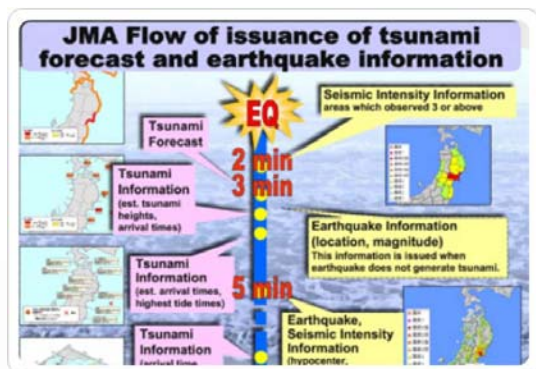 JMA Flow of issuance of tsunami
forecast and earthquake information
EQ
Seismic Intensity Information
areas which observed 3 or above
Tsunami
Forecast
2 min
3 min
Tsunami
Information
(est. tsunami
heights,
arrival times)
Earthquake Information
(location, magnitude)
This information is issued when
earthquake does not generate tsunami.
Tsunami
Information
(est. arrival times,
highest tide times)
5 min
Earthquake,
Seismic Intensity
Information
(hypocenter,
Tsunami
Information
(arrival time